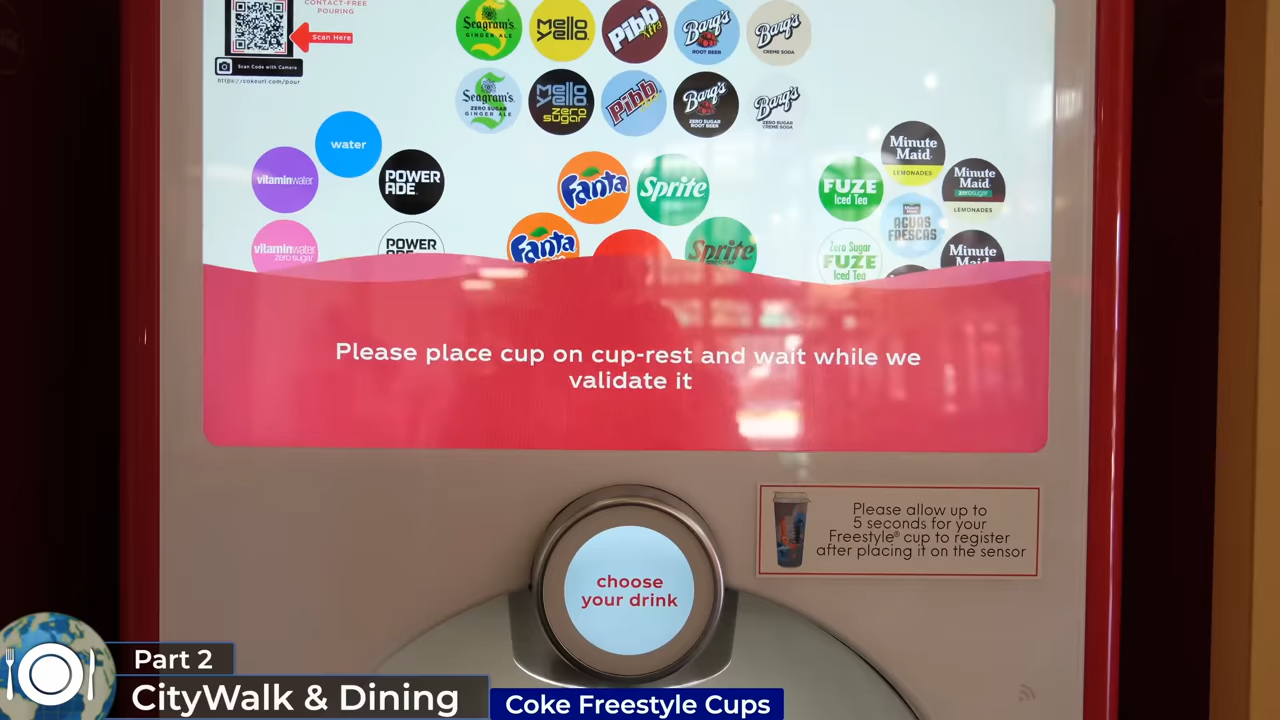 CONTACT-FREE
POURING
Scan Here
Scan Code with Camera
https://cokeurl.com/pour
Seagram's
GINGER ALE
MELLO
YELLO
Pibb
Xtra
Barq's
ROOT BEER
Barq's
CREME SODA
Seagram's
ZERO SUGAR
GINGER ALE
MELLO
YELLO
zero
sugar
Pibb
Barq's
ZERO SUGAR
ROOT BEER
Barq's
ZERO SUGAR
CREME SODA
water
vitaminwater
POWER
ADE
Fanta
Sprite
FUZE
Iced Tea
Minute
Maid
LEMONADES
Minute
Maid
zero sugar
LEMONADES
Minute
Maid
AGUAS
FRESCAS
vitaminwater
zero sugar
POWER
ADE
Fanta
Sprite
Zero Sugar
FUZE
Iced Tea
Minute
Maid
Please place cup on cup-rest and wait while we
validate it
Please allow up to
5 seconds for your
Freestyle® cup to register
after placing it on the sensor
choose
your drink
Part 2
CityWalk & Dining
Coke Freestyle Cups